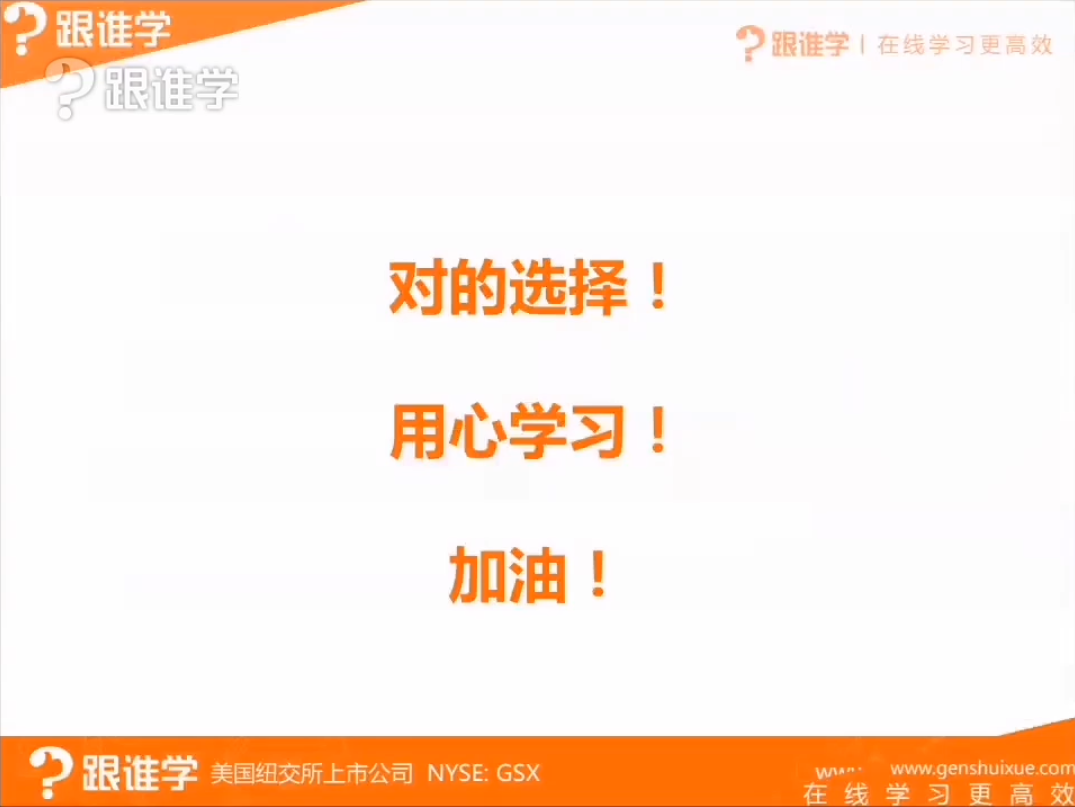 跟谁学
跟谁学
跟谁学 | 在线学习更高效
对的选择！
用心学习！
加油！
跟谁学 美国纽交所上市公司 NYSE: GSX
www.genshuixue.com
在线学习更高效